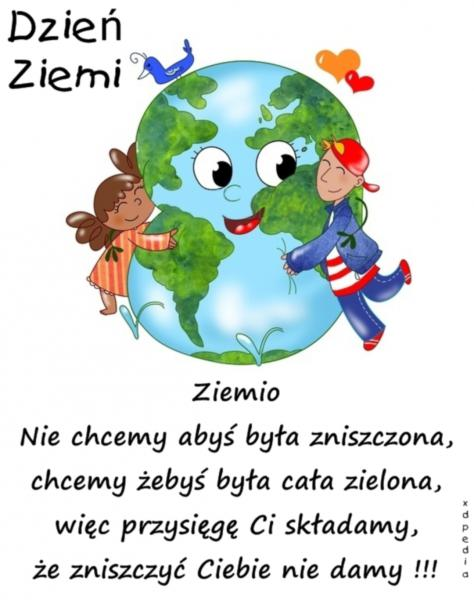 Dzień
Ziemi
Ziemio
Nie chcemy abyś była zniszczona,
chcemy żebyś była cała zielona,
więc przysięgę Ci składamy,
że zniszczyć Ciebie nie damy !!!
xdpedia